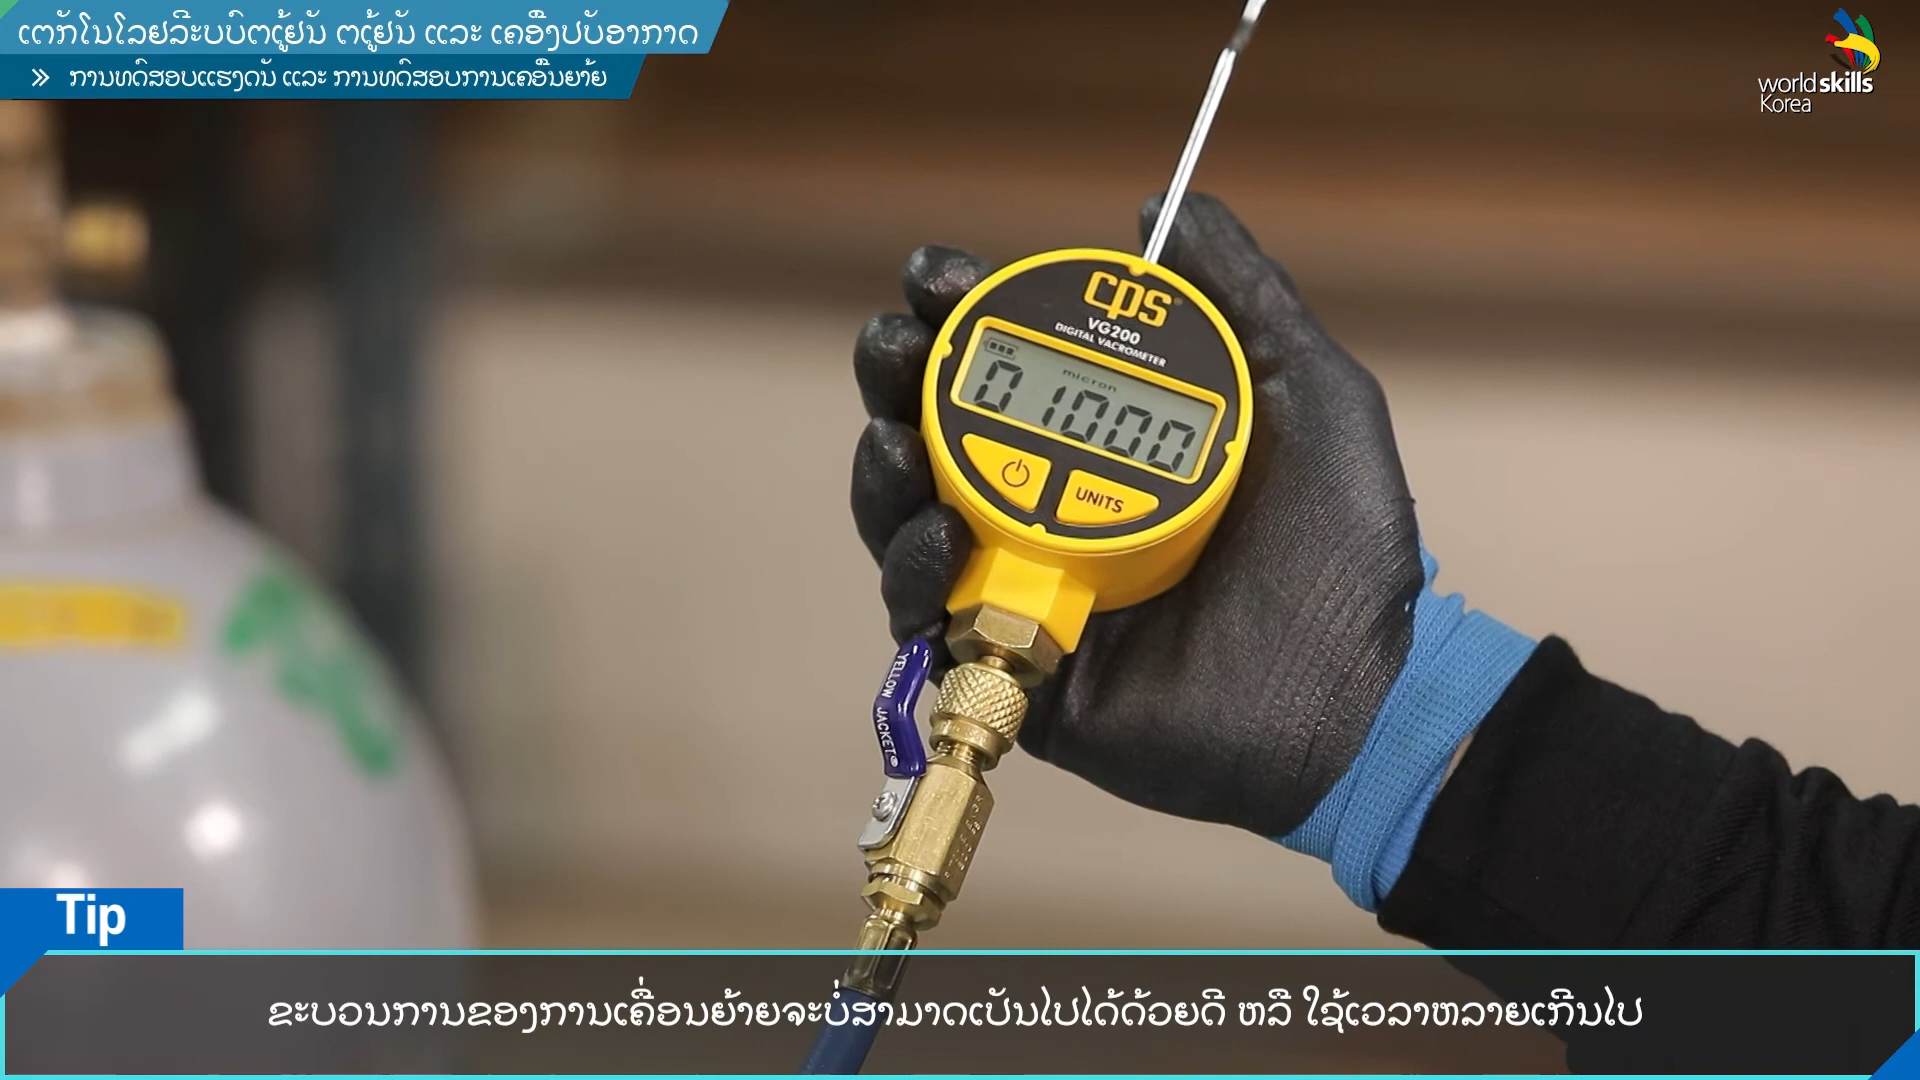 ເຕັກໂນໂລຢີລະບົບຕູ້ເຢັນ ຕູ້ເຢັນ ແລະ ເຄື່ອງປັບອາກາດ
» ການທົດສອບແຮງດັນ ແລະ ການທົດສອບການເຄື່ອນຍ້າຍ
worldskills
Korea
CPS®
VG200
DIGITAL VACROMETER
micron
01000
UNITS
YELLOW JACKET®
Tip
ຂະບວນການຂອງການເຄື່ອນຍ້າຍຈະບໍ່ສາມາດເປັນໄປໄດ້ດ້ວຍດີ ຫລື ໃຊ້ເວລາຫລາຍເກີນໄປ